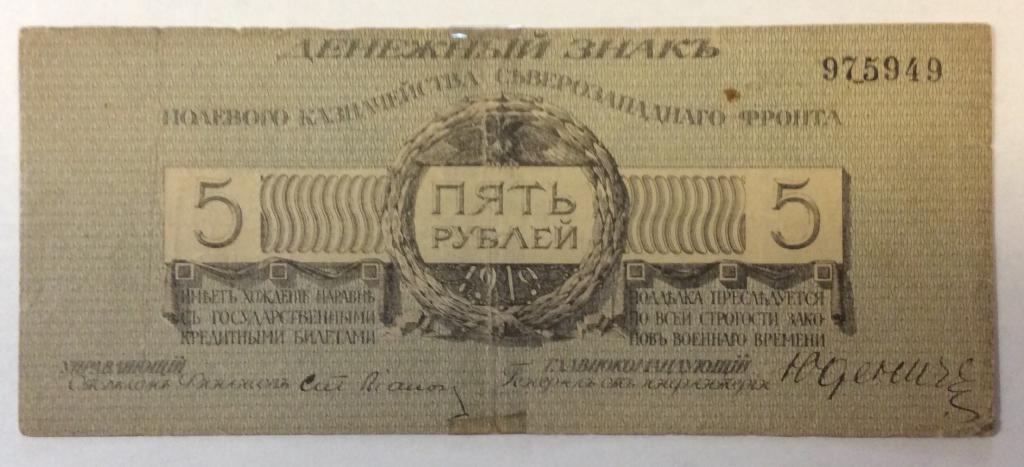 ДЕНЕЖНЫЙ ЗНАКЪ
975949
ПОЛЕВОГО КАЗНАЧЕЙСТВА СѢВЕРОЗАПАДНАГО ФРОНТА
5 ПЯТЬ 5
РУБЛЕЙ
1919 Г.
ИМѢЕТЪ ХОЖДЕНІЕ НАРАВНѢ
СЪ ГОСУДАРСТВЕННЫМИ
КРЕДИТНЫМИ БИЛЕТАМИ
ПОДДѢЛКА ПРЕСЛѢДУЕТСЯ
ПО ВСЕЙ СТРОГОСТИ ЗАКО-
НОВЪ ВОЕННАГО ВРЕМЕНИ
УПРАВЛЯЮЩІЙ
ГЛАВНОКОМАНДУЮЩІЙ
Генералъ отъ инфантеріи Юденичъ